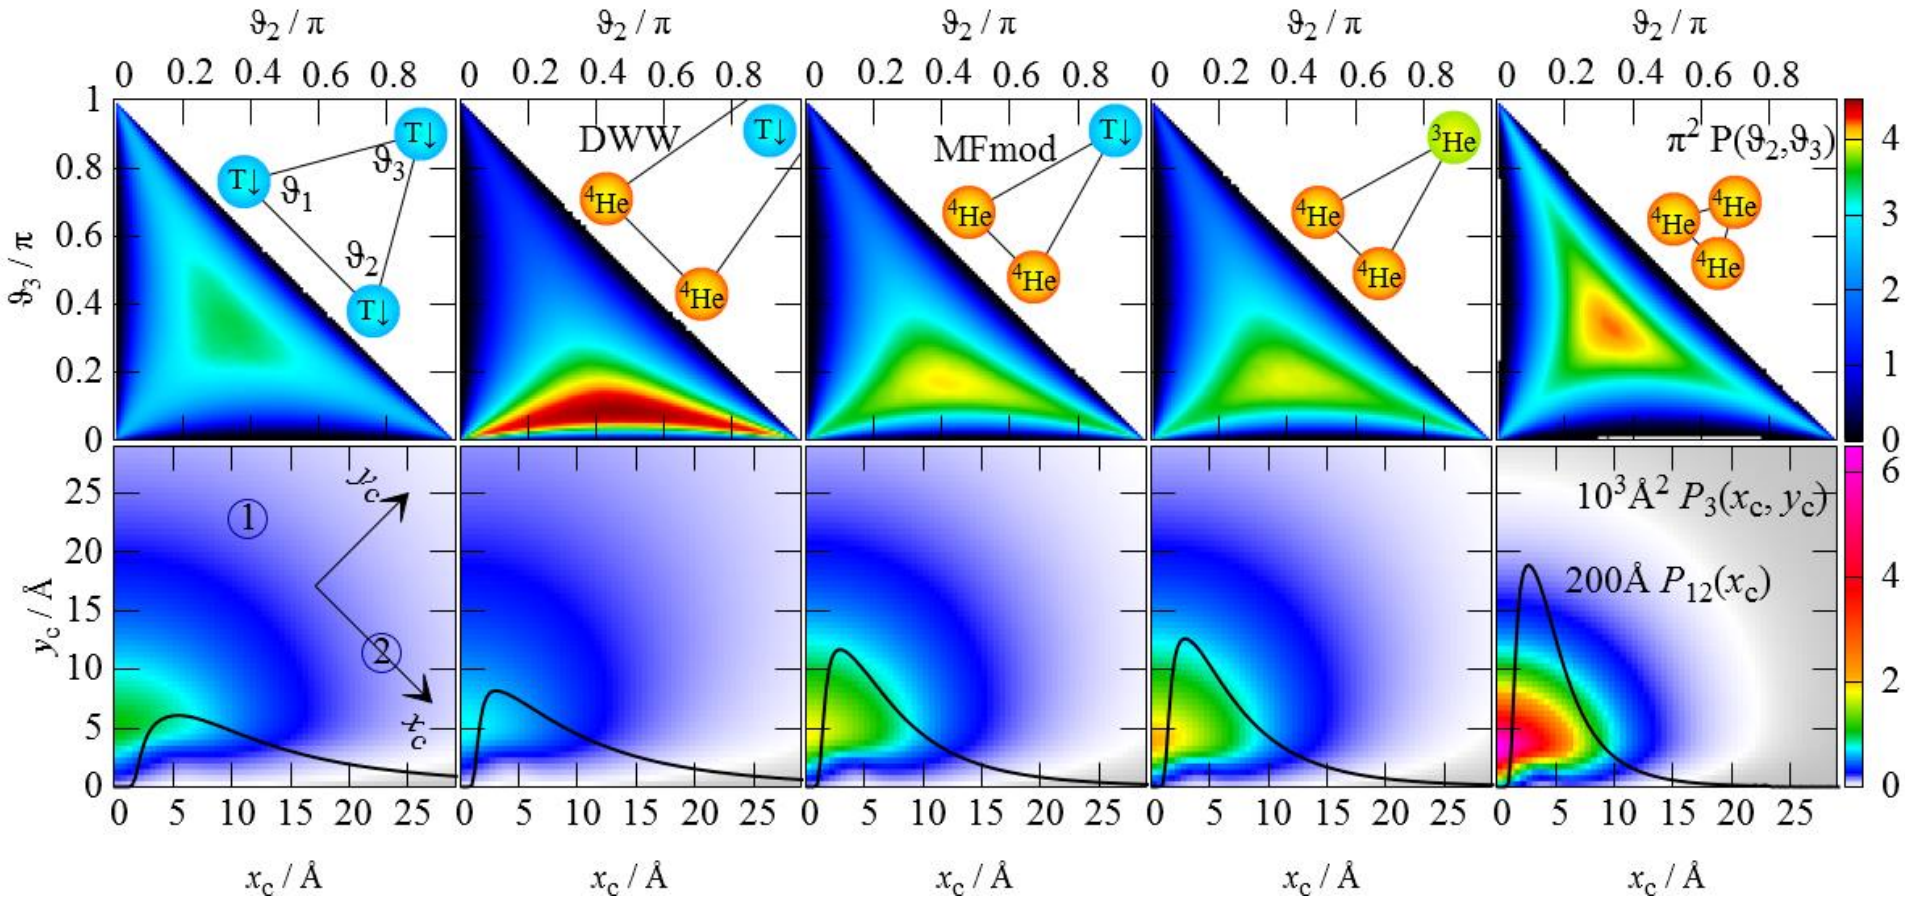 ϑ2 / π ϑ2 / π ϑ2 / π ϑ2 / π ϑ2 / π
0 0.2 0.4 0.6 0.8 0 0.2 0.4 0.6 0.8 0 0.2 0.4 0.6 0.8 0 0.2 0.4 0.6 0.8 0 0.2 0.4 0.6 0.8
ϑ3 / π
1
0.8
0.6
0.4
0.2
0
T↓
T↓
T↓
ϑ1
ϑ2
ϑ3
DWW
T↓
⁴He
⁴He
MFmod
T↓
⁴He
⁴He
³He
⁴He
⁴He
π² P(ϑ2,ϑ3)
⁴He
⁴He
⁴He
4
3
2
1
0
yc / Å
25
20
15
10
5
0
1
2
yc
xc
10³Å² P3(xc, yc)
200Å P12(xc)
6
4
2
0
0 5 10 15 20 25 0 5 10 15 20 25 0 5 10 15 20 25 0 5 10 15 20 25 0 5 10 15 20 25
xc / Å xc / Å xc / Å xc / Å xc / Å